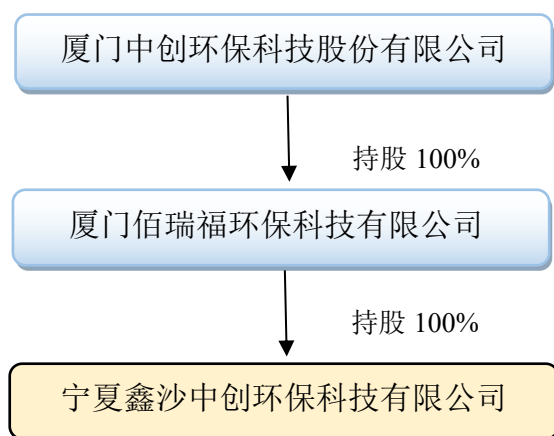 厦门中创环保科技股份有限公司
持股 100%
厦门佰瑞福环保科技有限公司
持股 100%
宁夏鑫沙中创环保科技有限公司